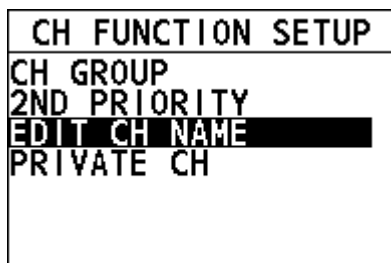 CH FUNCTION SETUP
CH GROUP
2ND PRIORITY
EDIT CH NAME
PRIVATE CH